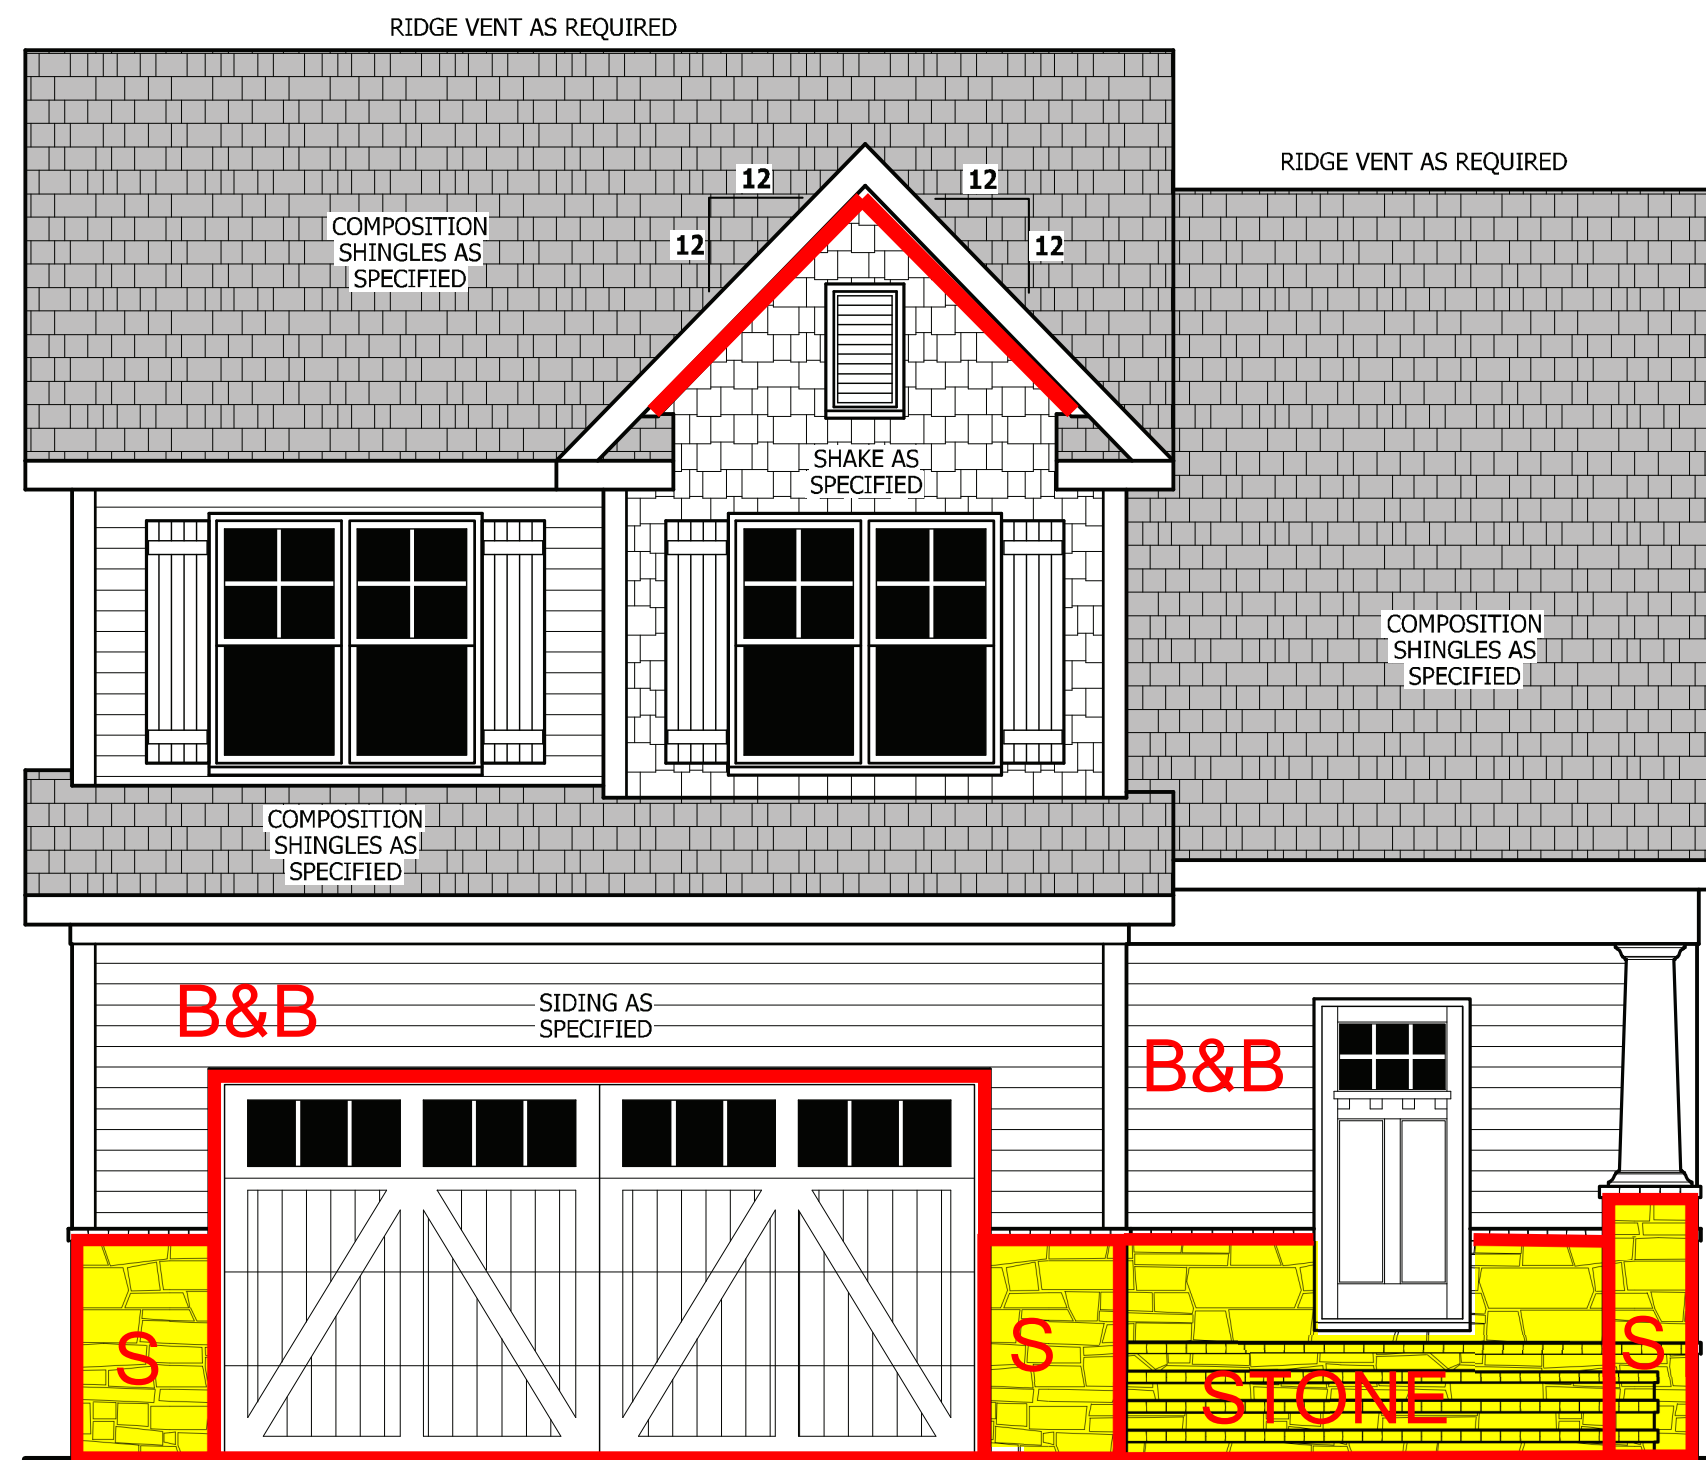 RIDGE VENT AS REQUIRED
RIDGE VENT AS REQUIRED
12
12
12
12
COMPOSITION
SHINGLES AS
SPECIFIED
SHAKE AS
SPECIFIED
COMPOSITION
SHINGLES AS
SPECIFIED
COMPOSITION
SHINGLES AS
SPECIFIED
B&B
SIDING AS
SPECIFIED
B&B
S
S
S
STONE